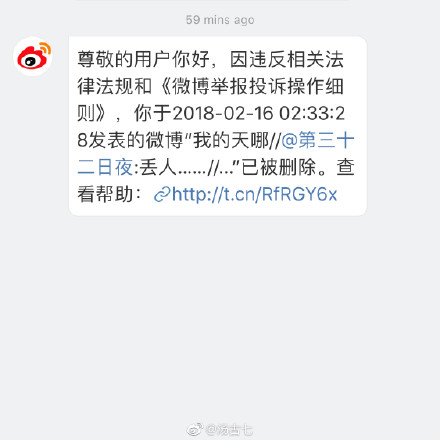 59 mins ago
尊敬的用户你好，因违反相关法
律法规和《微博举报投诉操作细
则》，你于2018-02-16 02:33:2
8发表的微博“我的天哪//@第三十
二日夜:丢人......//...”已被删除。查
看帮助： http://t.cn/RfRGY6x